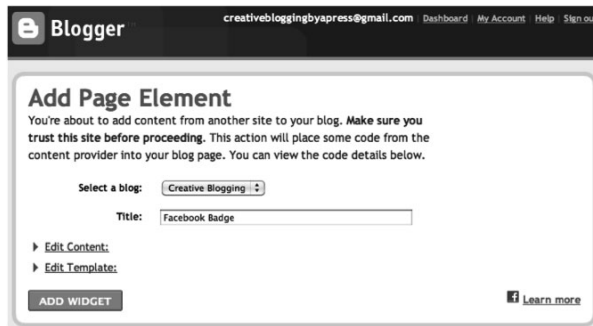 creativebloggingbyapress@gmail.com | Dashboard | My Account | Help | Sign ou
Blogger
Add Page Element
You're about to add content from another site to your blog. Make sure you
trust this site before proceeding. This action will place some code from the
content provider into your blog page. You can view the code details below.
Select a blog: Creative Blogging
Title: Facebook Badge
Edit Content:
Edit Template:
ADD WIDGET
Learn more